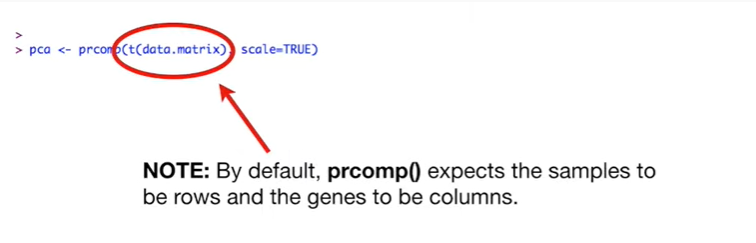 >
> pca <- prcomp(t(data.matrix), scale=TRUE)
NOTE: By default, prcomp() expects the samples to
be rows and the genes to be columns.